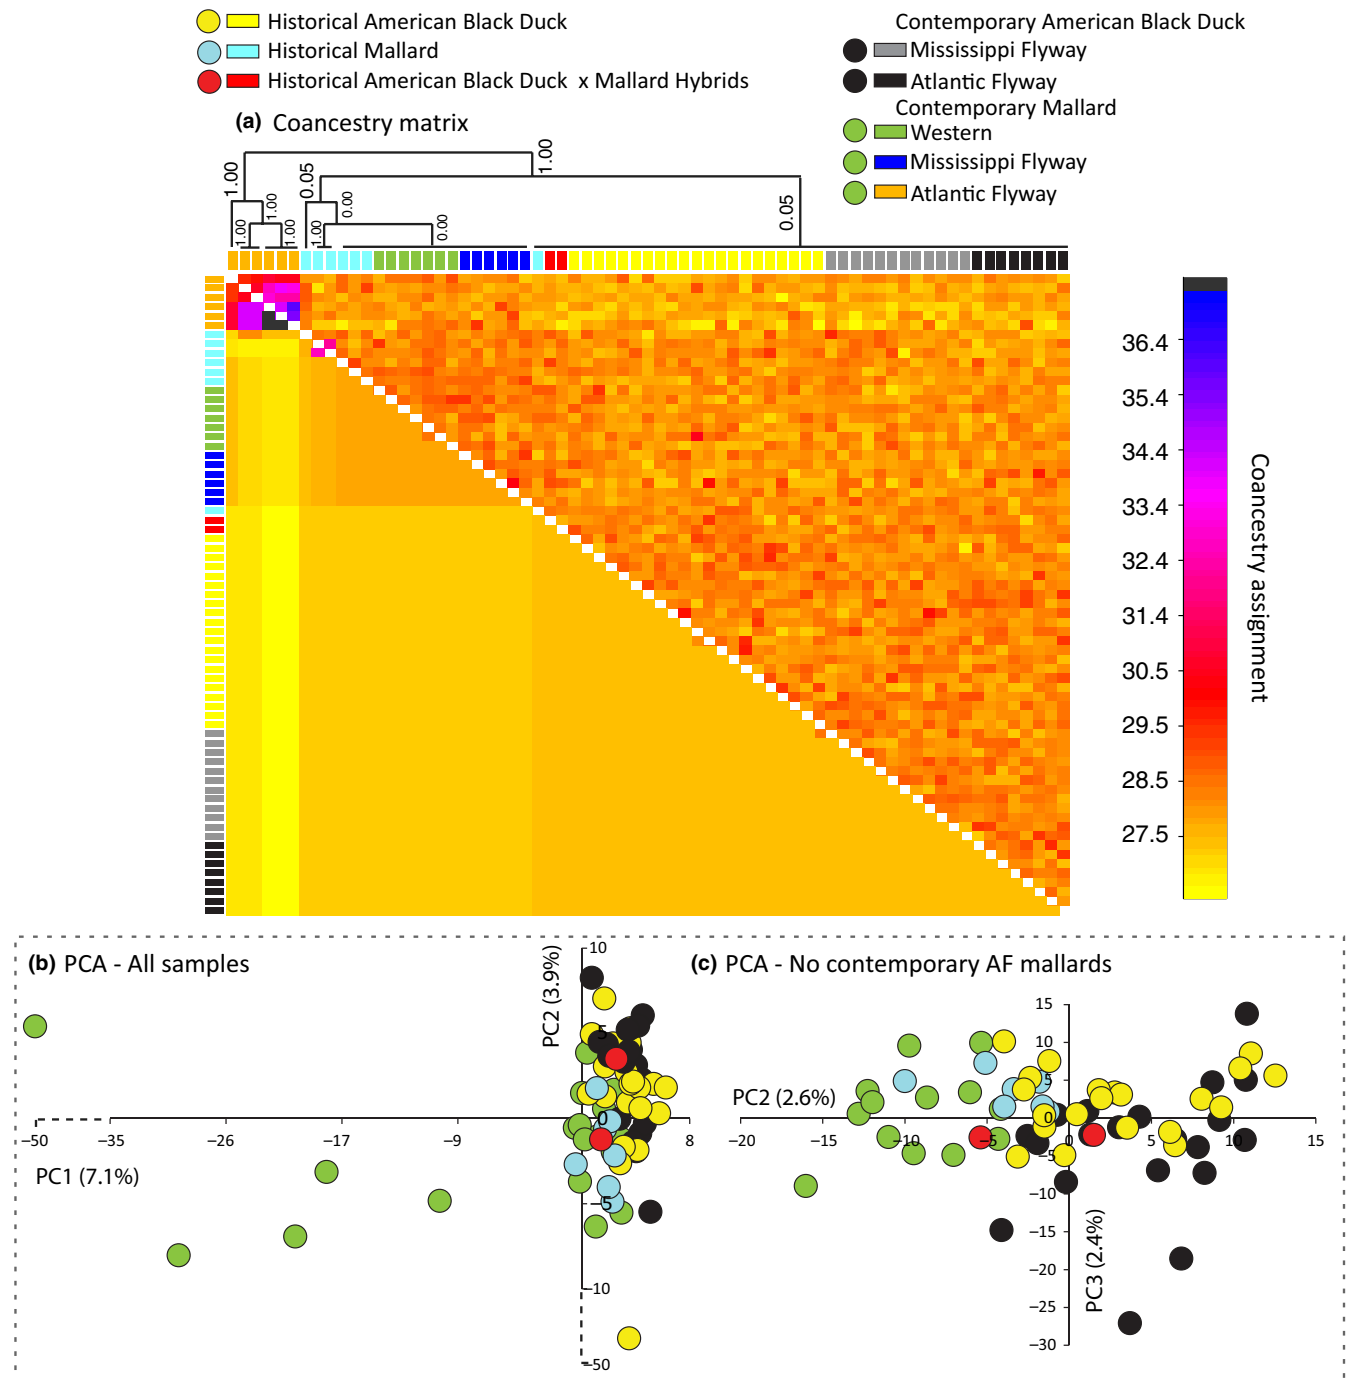 Historical American Black Duck
Historical Mallard
Historical American Black Duck x Mallard Hybrids
Contemporary American Black Duck
Mississippi Flyway
Atlantic Flyway
Contemporary Mallard
Western
Mississippi Flyway
Atlantic Flyway
(a) Coancestry matrix
1.00
1.00
1.00
1.00
0.05
1.00
0.00
0.00
1.00
0.05
36.4
35.4
34.4
33.4
32.4
31.4
30.5
29.5
28.5
27.5
Coancestry assignment
(b) PCA - All samples
PC2 (3.9%)
10
5
0
−5
−10
−50
−50
−35
−26
−17
−9
8
PC1 (7.1%)
(c) PCA - No contemporary AF mallards
PC2 (2.6%)
15
10
5
0
−5
−10
−15
−20
−25
−30
−20
−15
−10
−5
0
5
10
15
PC3 (2.4%)